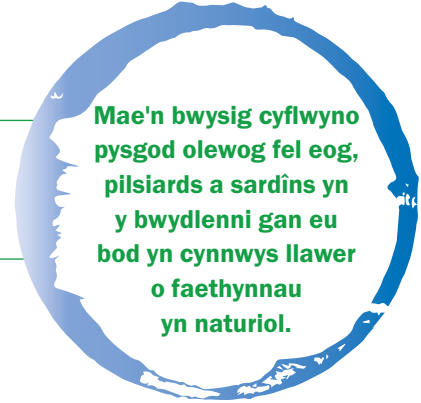 Mae'n bwysig cyflwyno
pysgod olewog fel eog,
pilsiards a sardîns yn
y bwydlenni gan eu
bod yn cynnwys llawer
o faethynnau
yn naturiol.